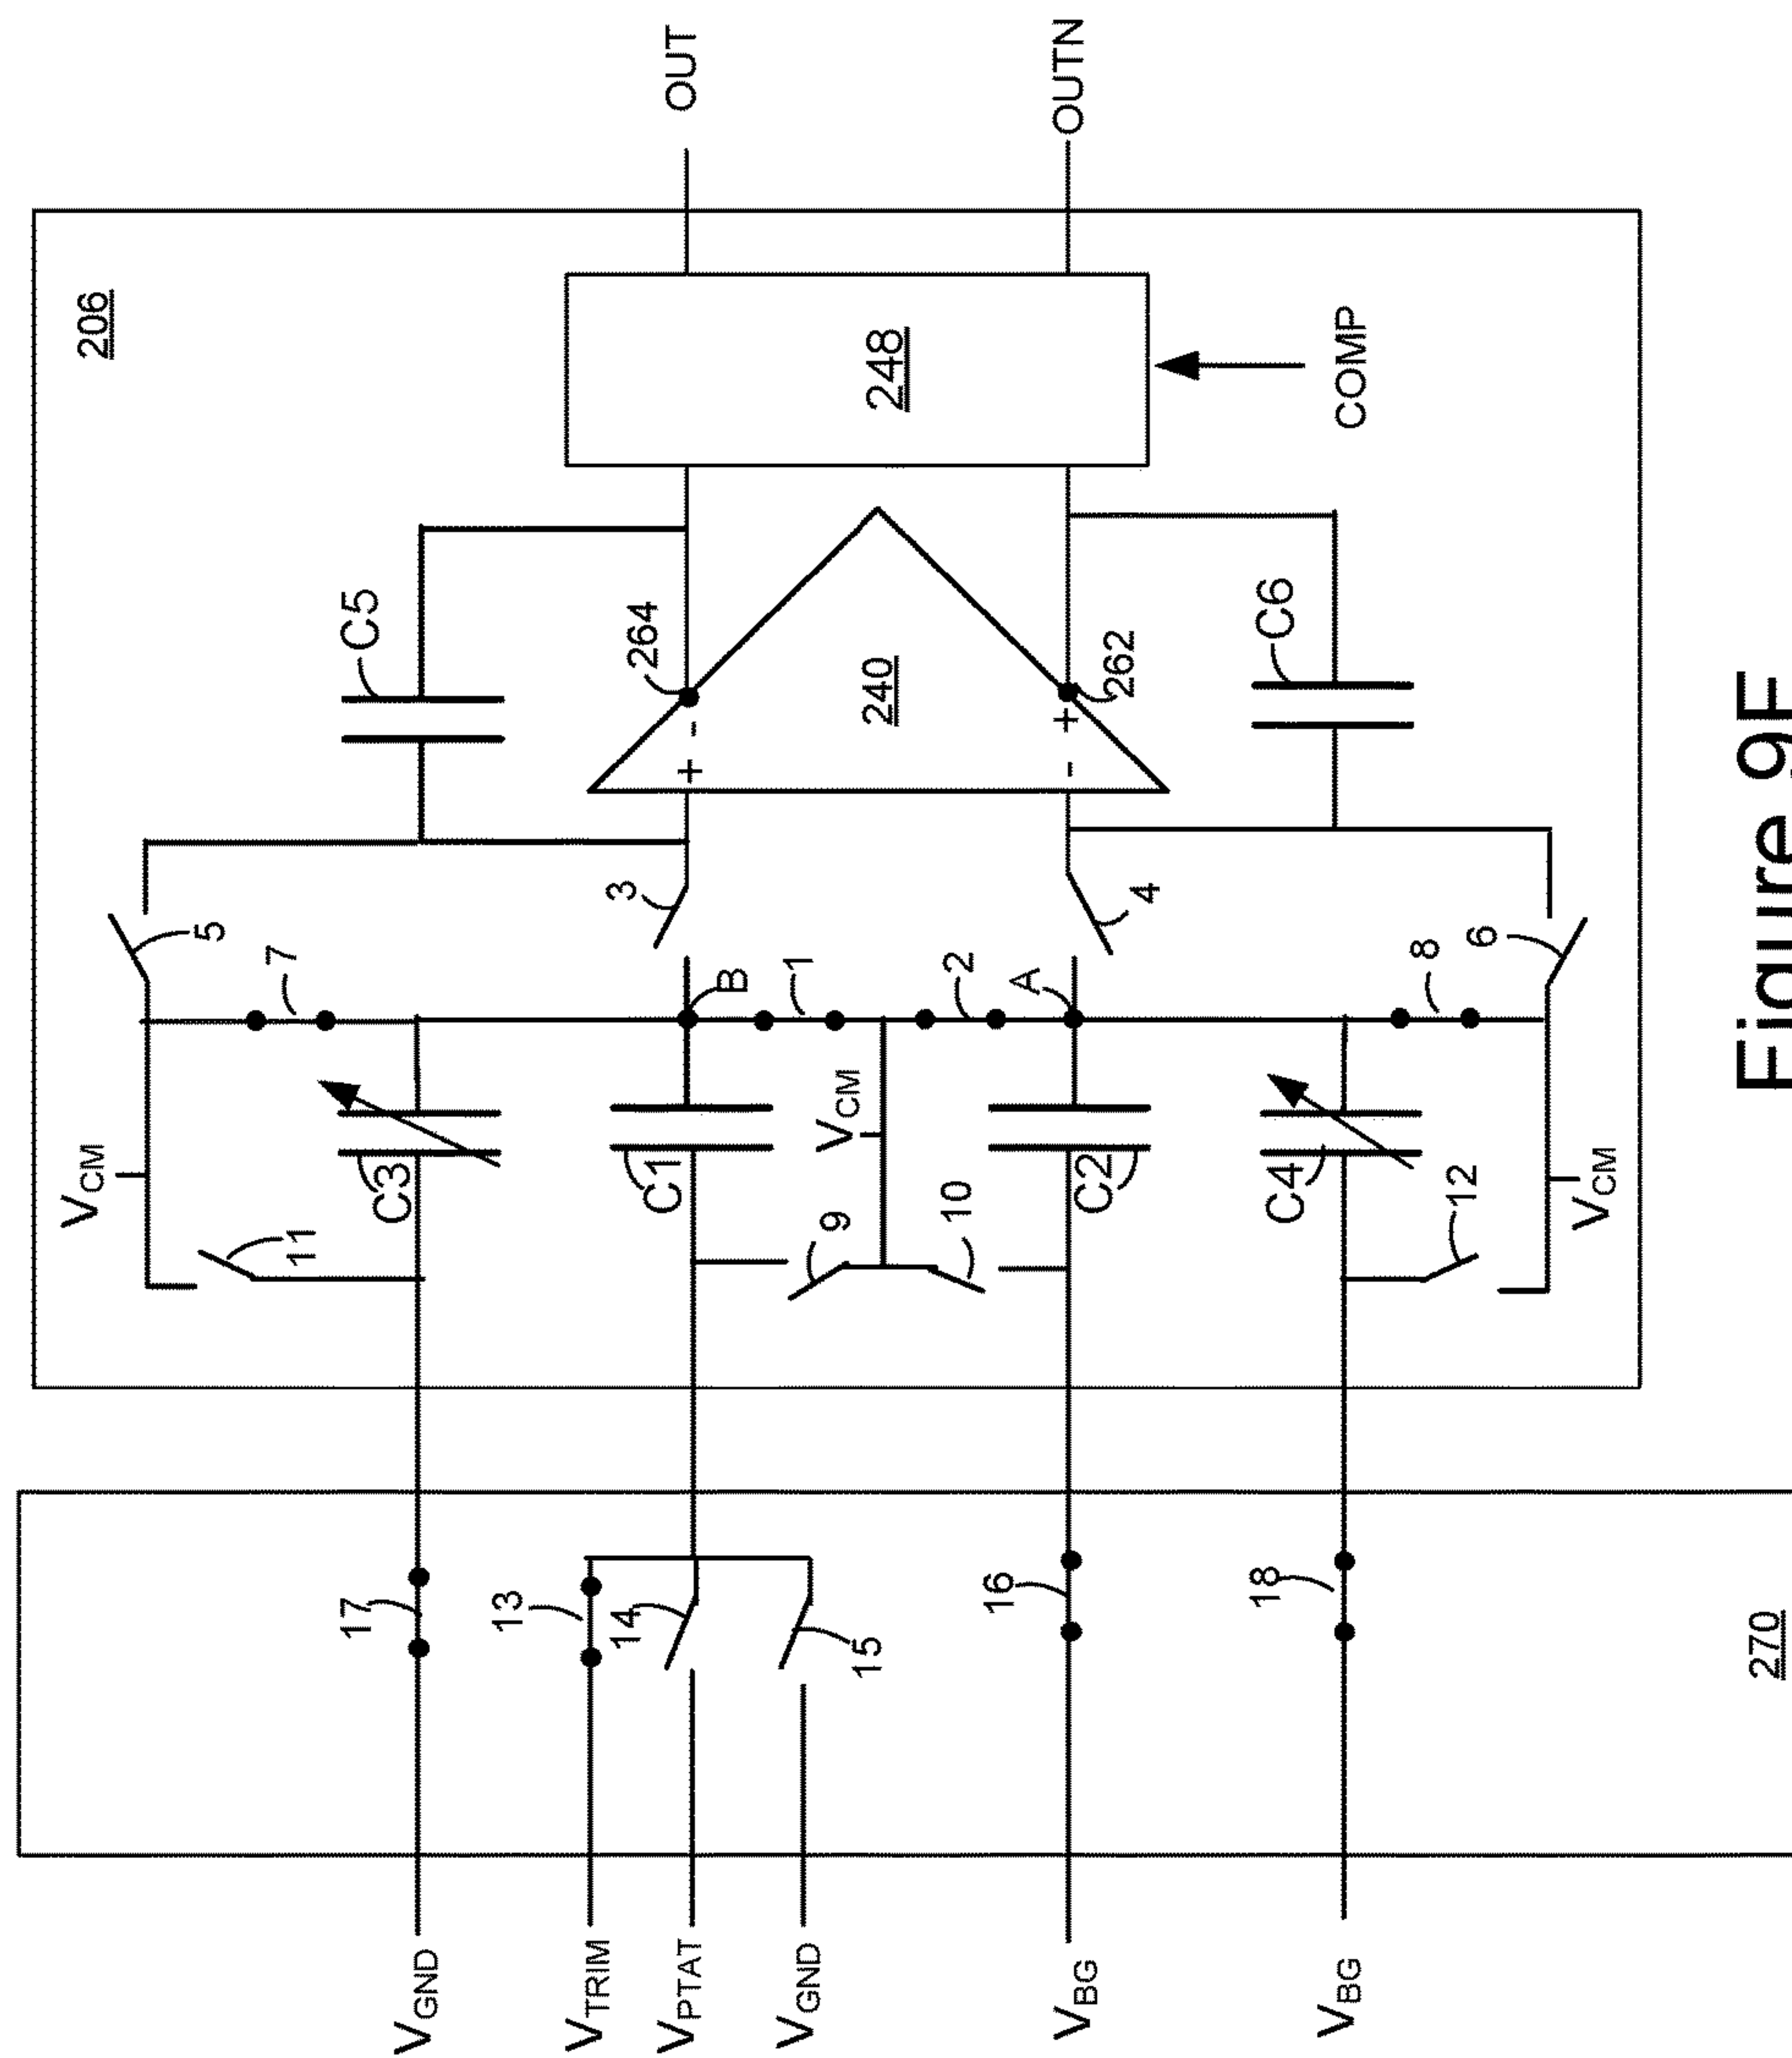 206
OUT
OUTN
248
COMP
C5
C6
264
262
240
+
-
-
+
3
4
5
6
7
8
B
1
2
A
VCM
VCM
VCM
C3
C1
C2
C4
11
9
10
12
17
13
14
15
16
18
270
VGND
VTRIM
VPTAT
VGND
VBG
VBG
Figure